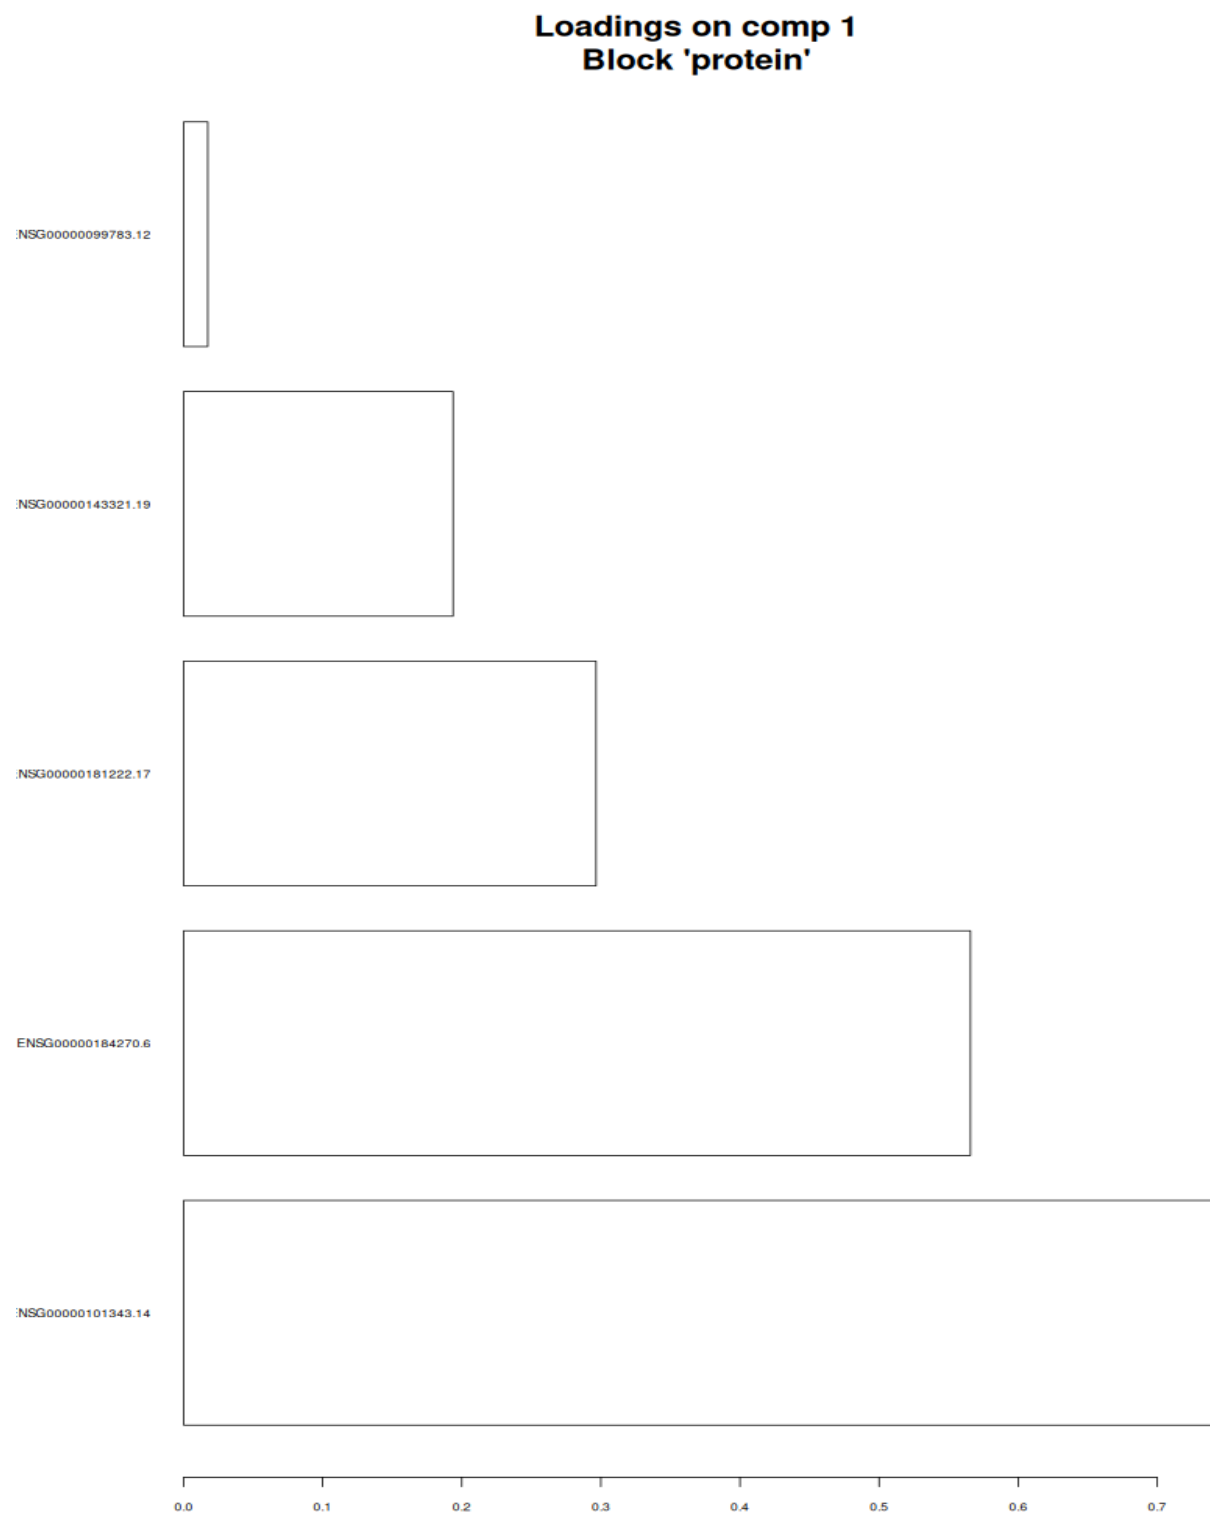 Loadings on comp 1
Block 'protein'
NSG00000099783.12
NSG00000143321.19
NSG00000181222.17
ENSG00000184270.6
NSG00000101343.14
0.0 0.1 0.2 0.3 0.4 0.5 0.6 0.7